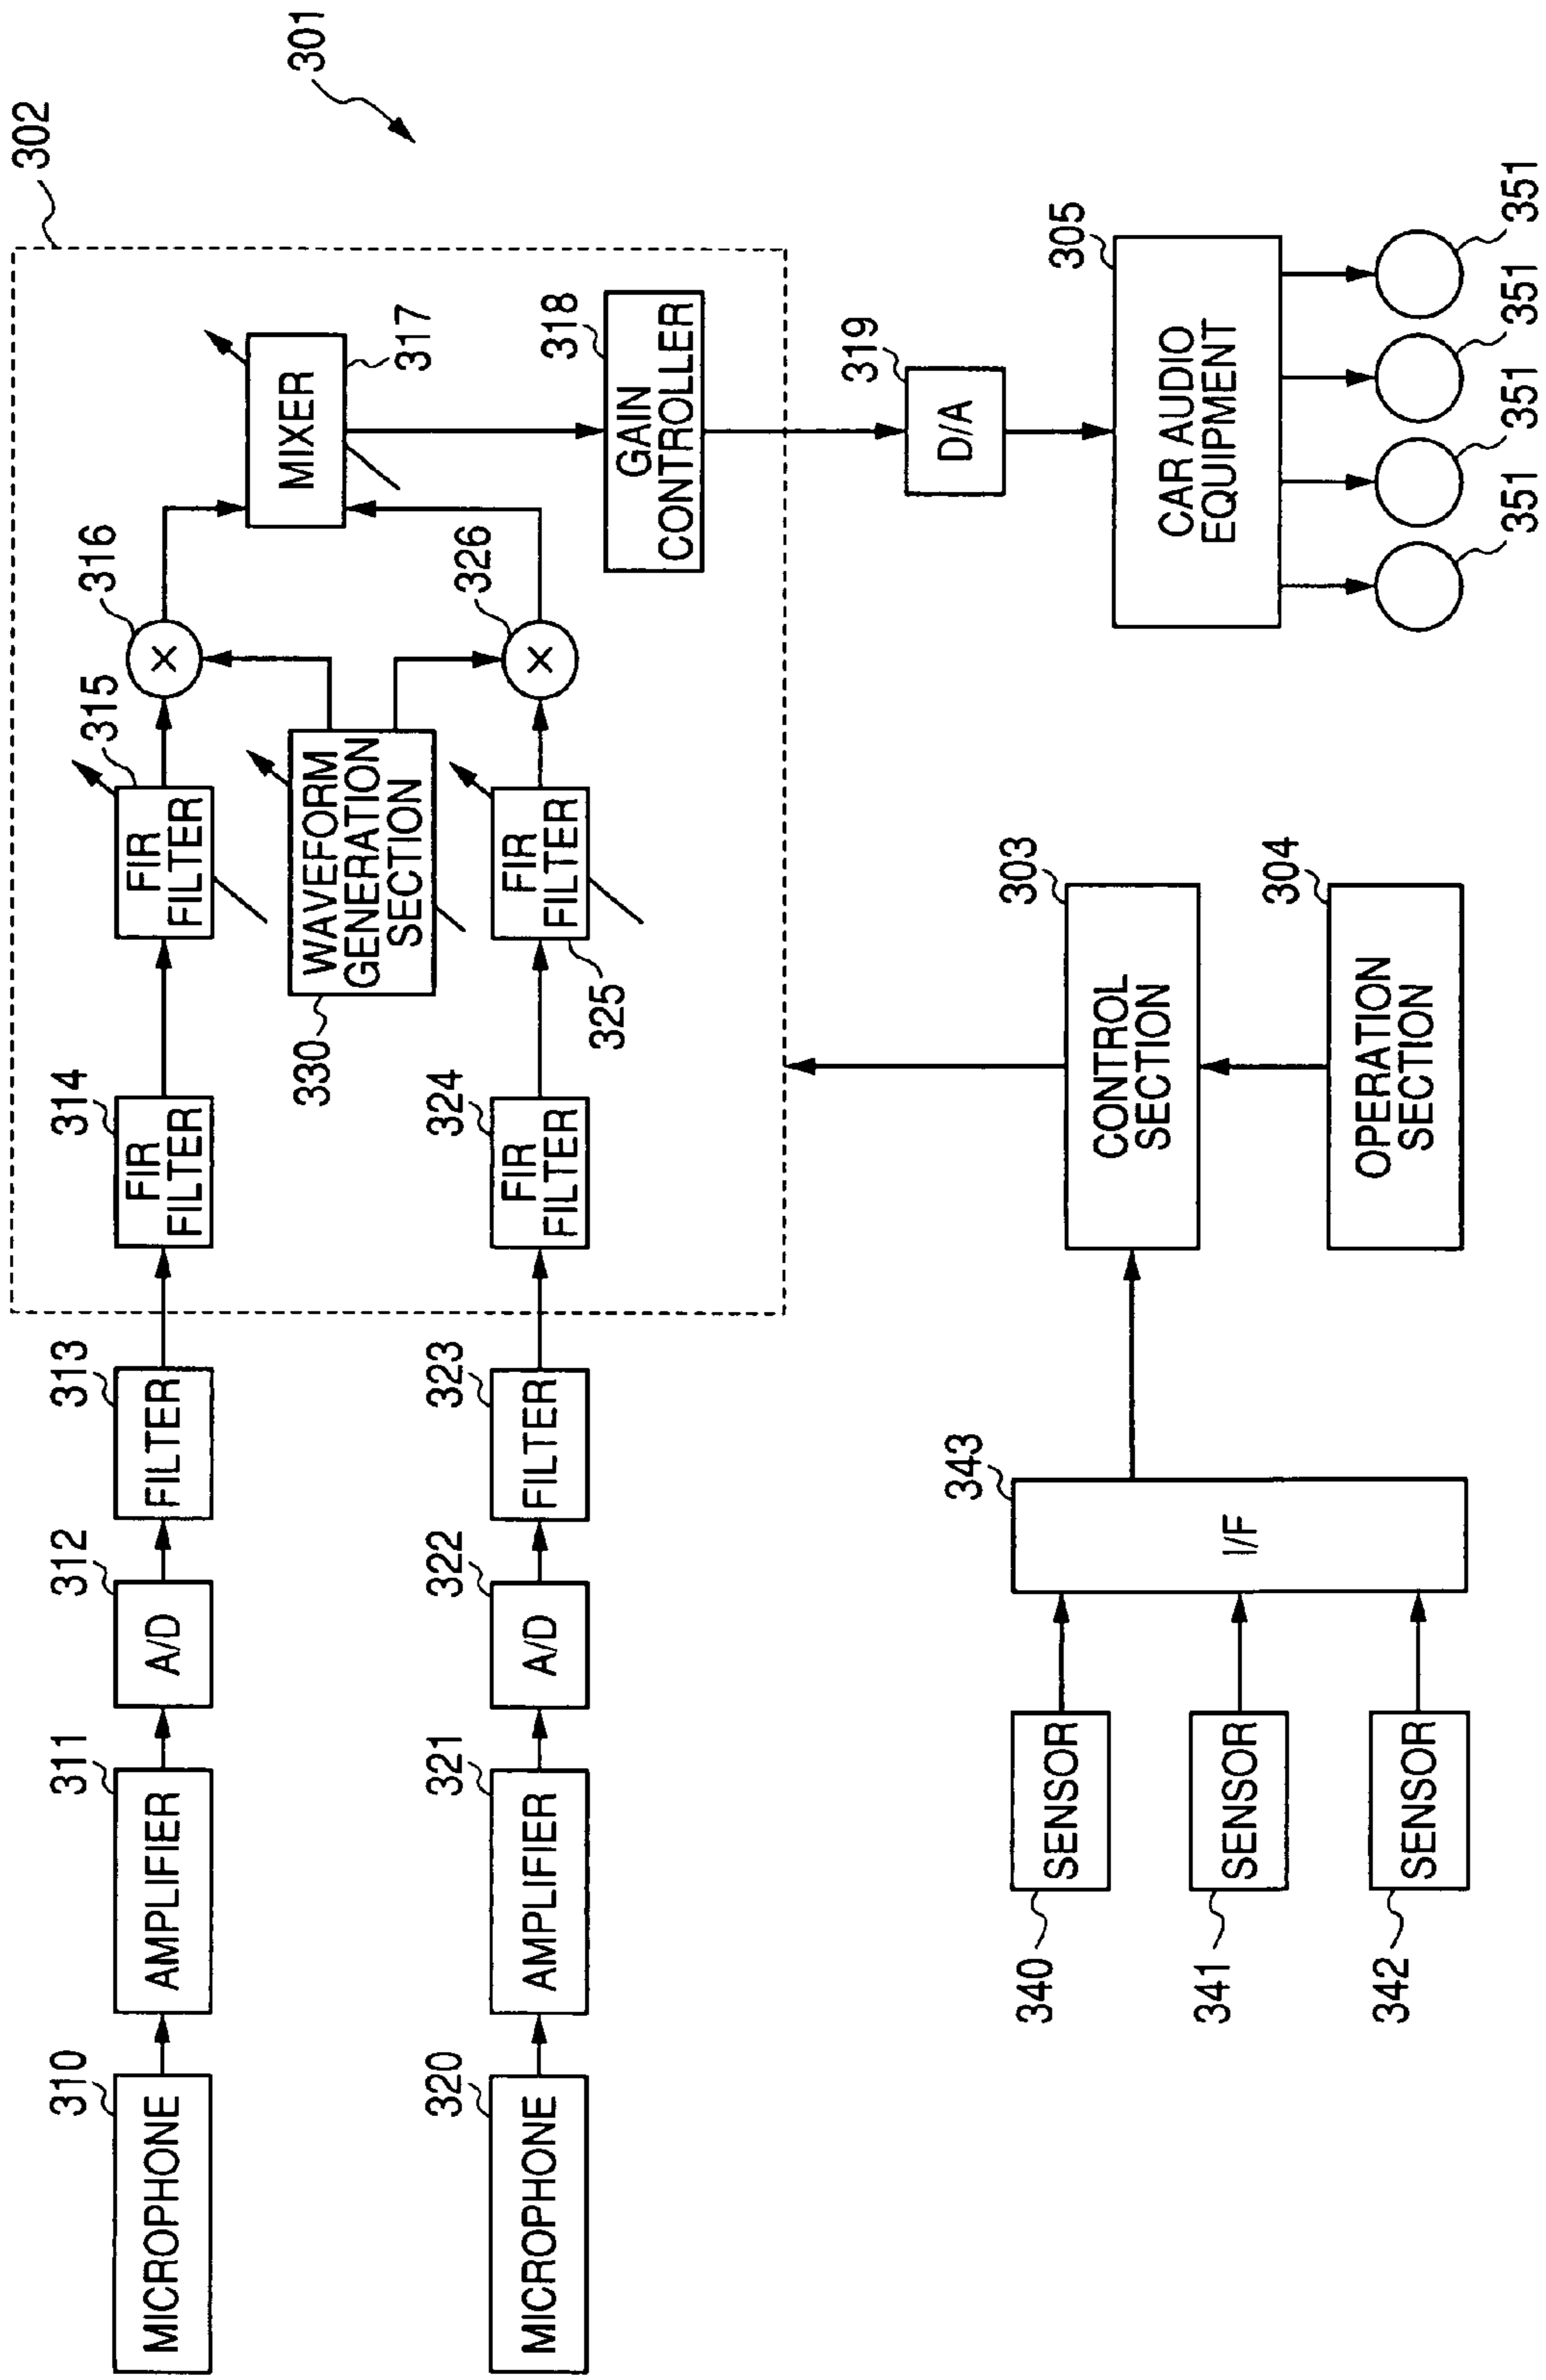 301
302
310
MICROPHONE
311
AMPLIFIER
312
A/D
313
FILTER
314
FIR
FILTER
315
FIR
FILTER
316
×
MIXER
317
330
WAVEFORM
GENERATION
SECTION
320
MICROPHONE
321
AMPLIFIER
322
A/D
323
FILTER
324
FIR
FILTER
325
FIR
FILTER
326
×
318
GAIN
CONTROLLER
319
D/A
305
CAR AUDIO
EQUIPMENT
351
351
351
351
340
SENSOR
341
SENSOR
342
SENSOR
343
I/F
303
CONTROL
SECTION
304
OPERATION
SECTION